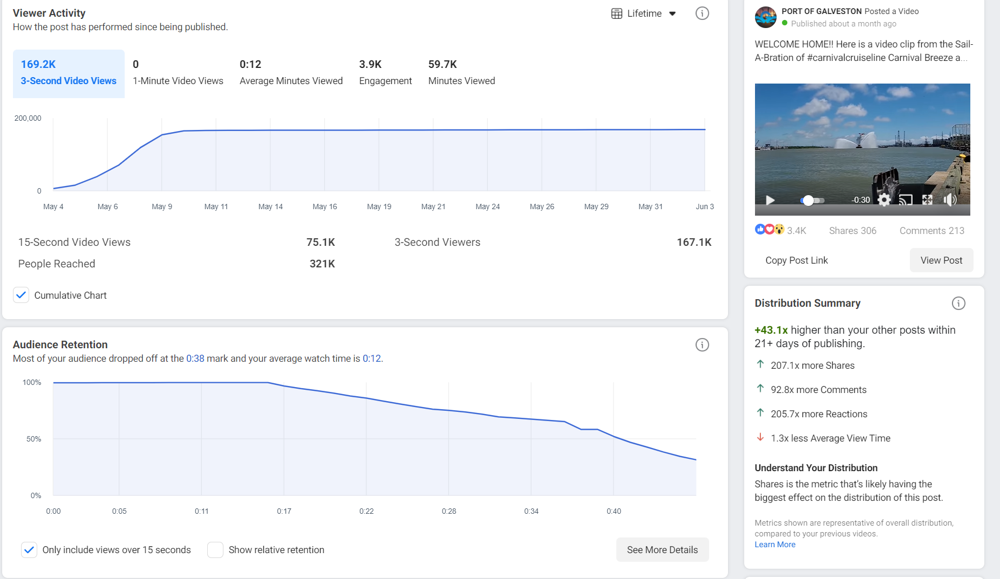 Viewer Activity
Lifetime
How the post has performed since being published.
169.2K
3-Second Video Views
0
1-Minute Video Views
0:12
Average Minutes Viewed
3.9K
Engagement
59.7K
Minutes Viewed
200,000
0
May 4 May 6 May 9 May 11 May 14 May 16 May 19 May 21 May 24 May 26 May 29 May 31 Jun 3
15-Second Video Views 75.1K
3-Second Viewers 167.1K
People Reached 321K
Cumulative Chart
Audience Retention
Most of your audience dropped off at the 0:38 mark and your average watch time is 0:12.
100%
50%
0%
0:00 0:05 0:11 0:17 0:22 0:28 0:34 0:40
Only include views over 15 seconds
Show relative retention
See More Details
PORT OF GALVESTON Posted a Video
Published about a month ago
WELCOME HOME!! Here is a video clip from the Sail-
A-Bration of #carnivalcruiseline Carnival Breeze a...
-0:30
3.4K Shares 306 Comments 213
Copy Post Link
View Post
Distribution Summary
+43.1x higher than your other posts within
21+ days of publishing.
207.1x more Shares
92.8x more Comments
205.7x more Reactions
1.3x less Average View Time
Understand Your Distribution
Shares is the metric that's likely having the
biggest effect on the distribution of this post.
Metrics shown are representative of overall distribution,
compared to your previous videos.
Learn More